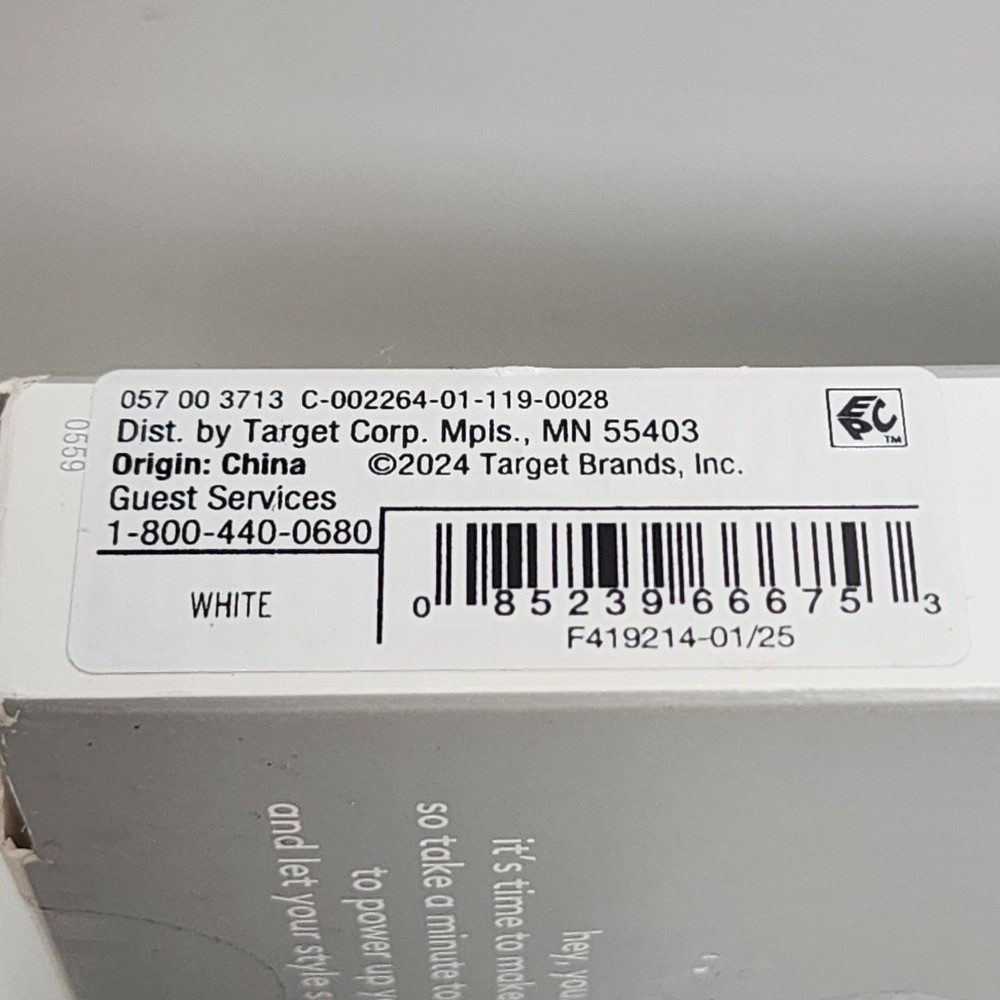 057 00 3713 C-002264-01-119-0028
Dist. by Target Corp. Mpls., MN 55403
Origin: China ©2024 Target Brands, Inc.
Guest Services
1-800-440-0680
WHITE
0 85239 66675 3
F419214-01/25
EPC TM
0559
hey, you
it's time to make
so take a minute to
to power up y
and let your style s